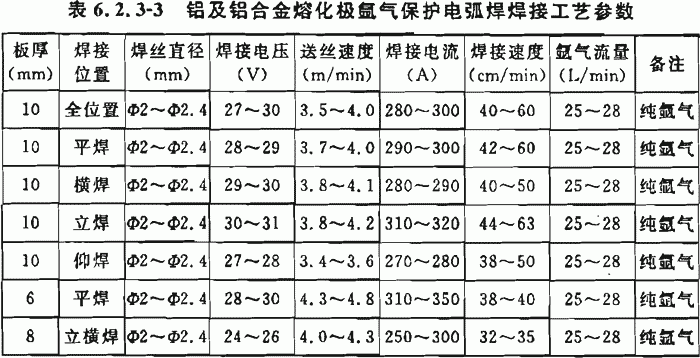 表 6.2.3-3 铝及铝合金熔化极氩气保护电弧焊焊接工艺参数
板厚 (mm) 焊接位置 焊丝直径 (mm) 焊接电压 (V) 送丝速度 (m/min) 焊接电流 (A) 焊接速度 (cm/min) 氩气流量 (L/min) 备注
10 全位置 Φ2～Φ2.4 27～30 3.5～4.0 280～300 40～60 25～28 纯氩气
10 平焊 Φ2～Φ2.4 28～29 3.7～4.0 290～300 42～60 25～28 纯氩气
10 横焊 Φ2～Φ2.4 29～30 3.8～4.1 280～290 40～50 25～28 纯氩气
10 立焊 Φ2～Φ2.4 30～31 3.8～4.2 310～320 44～63 25～28 纯氩气
10 仰焊 Φ2～Φ2.4 27～28 3.4～3.6 270～280 38～50 25～28 纯氩气
6 平焊 Φ2～Φ2.4 28～30 4.3～4.8 310～350 38～40 25～28 纯氩气
8 立横焊 Φ2～Φ2.4 24～26 4.0～4.3 250～300 32～35 25～28 纯氩气